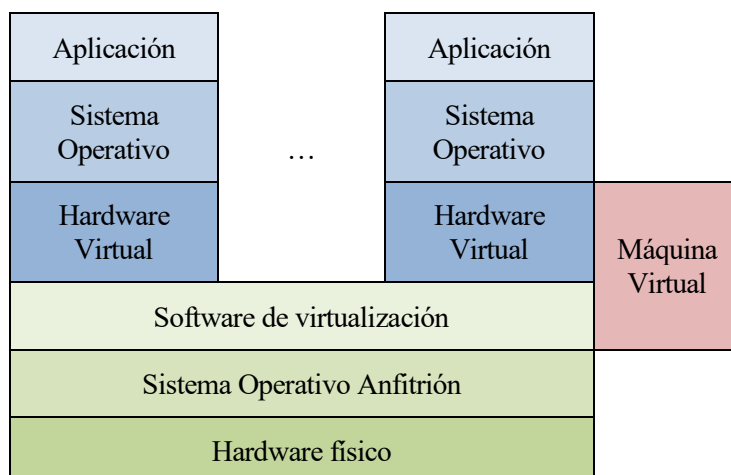 Aplicación
Aplicación
Sistema
Operativo
…
Sistema
Operativo
Hardware
Virtual
Hardware
Virtual
Máquina
Virtual
Software de virtualización
Sistema Operativo Anfitrión
Hardware físico